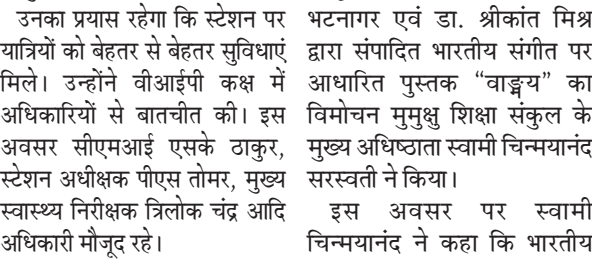 उनका प्रयास रहेगा कि स्टेशन पर
यात्रियों को बेहतर से बेहतर सुविधाएं
मिले। उन्होंने वीआईपी कक्ष में
अधिकारियों से बातचीत की। इस
अवसर सीएमआई एसके ठाकुर,
स्टेशन अधीक्षक पीएस तोमर, मुख्य
स्वास्थ्य निरीक्षक त्रिलोक चंद्र आदि
अधिकारी मौजूद रहे।
भटनागर एवं डा. श्रीकांत मिश्र
द्वारा संपादित भारतीय संगीत पर
आधारित पुस्तक “वाङ्मय” का
विमोचन मुमुक्षु शिक्षा संकुल के
मुख्य अधिष्ठाता स्वामी चिन्मयानंद
सरस्वती ने किया।
इस अवसर पर स्वामी
चिन्मयानंद ने कहा कि भारतीय